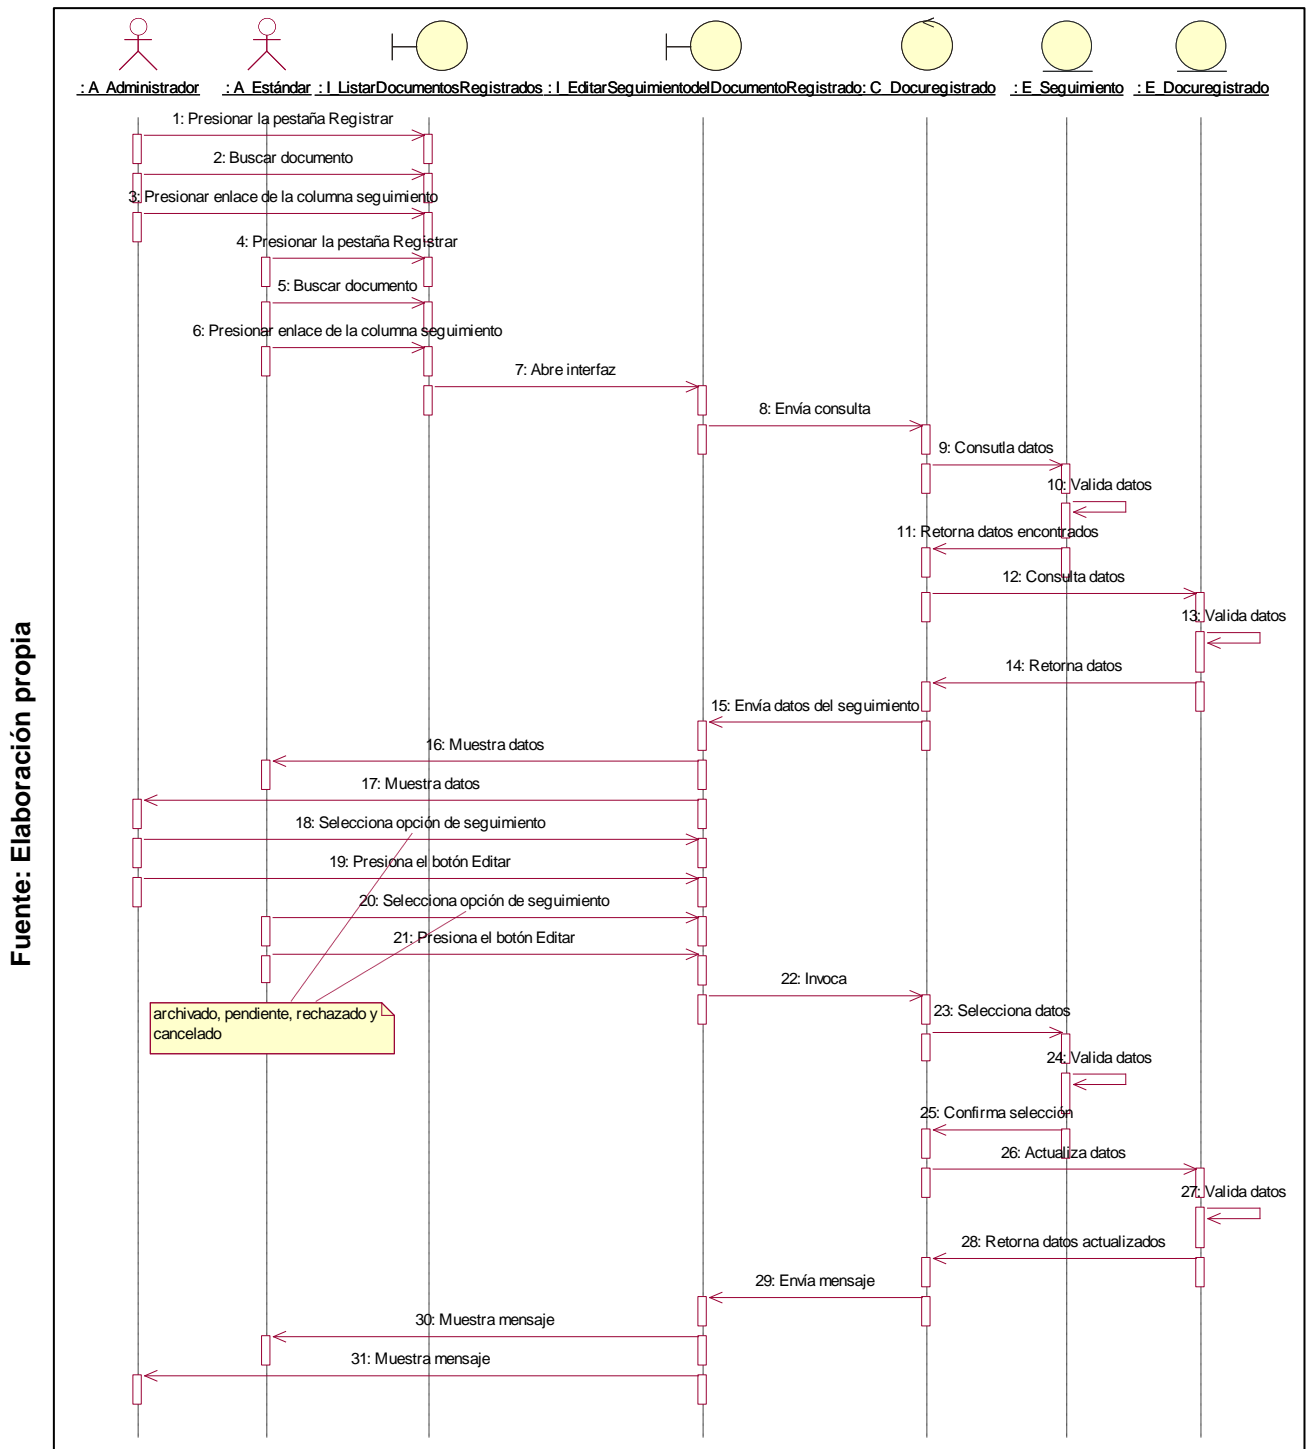 : A_Administrador
: A_Estándar
: I_ListarDocumentosRegistrados
: I_EditarSeguimientodelDocumentoRegistrado
: C_Docuregistrado
: E_Seguimiento
: E_Docuregistrado
1: Presionar la pestaña Registrar
2: Buscar documento
3: Presionar enlace de la columna seguimiento
4: Presionar la pestaña Registrar
5: Buscar documento
6: Presionar enlace de la columna seguimiento
7: Abre interfaz
8: Envía consulta
9: Consutla datos
10: Valida datos
11: Retorna datos encontrados
12: Consulta datos
13: Valida datos
14: Retorna datos
15: Envía datos del seguimiento
16: Muestra datos
17: Muestra datos
18: Selecciona opción de seguimiento
19: Presiona el botón Editar
20: Selecciona opción de seguimiento
21: Presiona el botón Editar
22: Invoca
archivado, pendiente, rechazado y
cancelado
23: Selecciona datos
24: Valida datos
25: Confirma selección
26: Actualiza datos
27: Valida datos
28: Retorna datos actualizados
29: Envía mensaje
30: Muestra mensaje
31: Muestra mensaje
Fuente: Elaboración propia